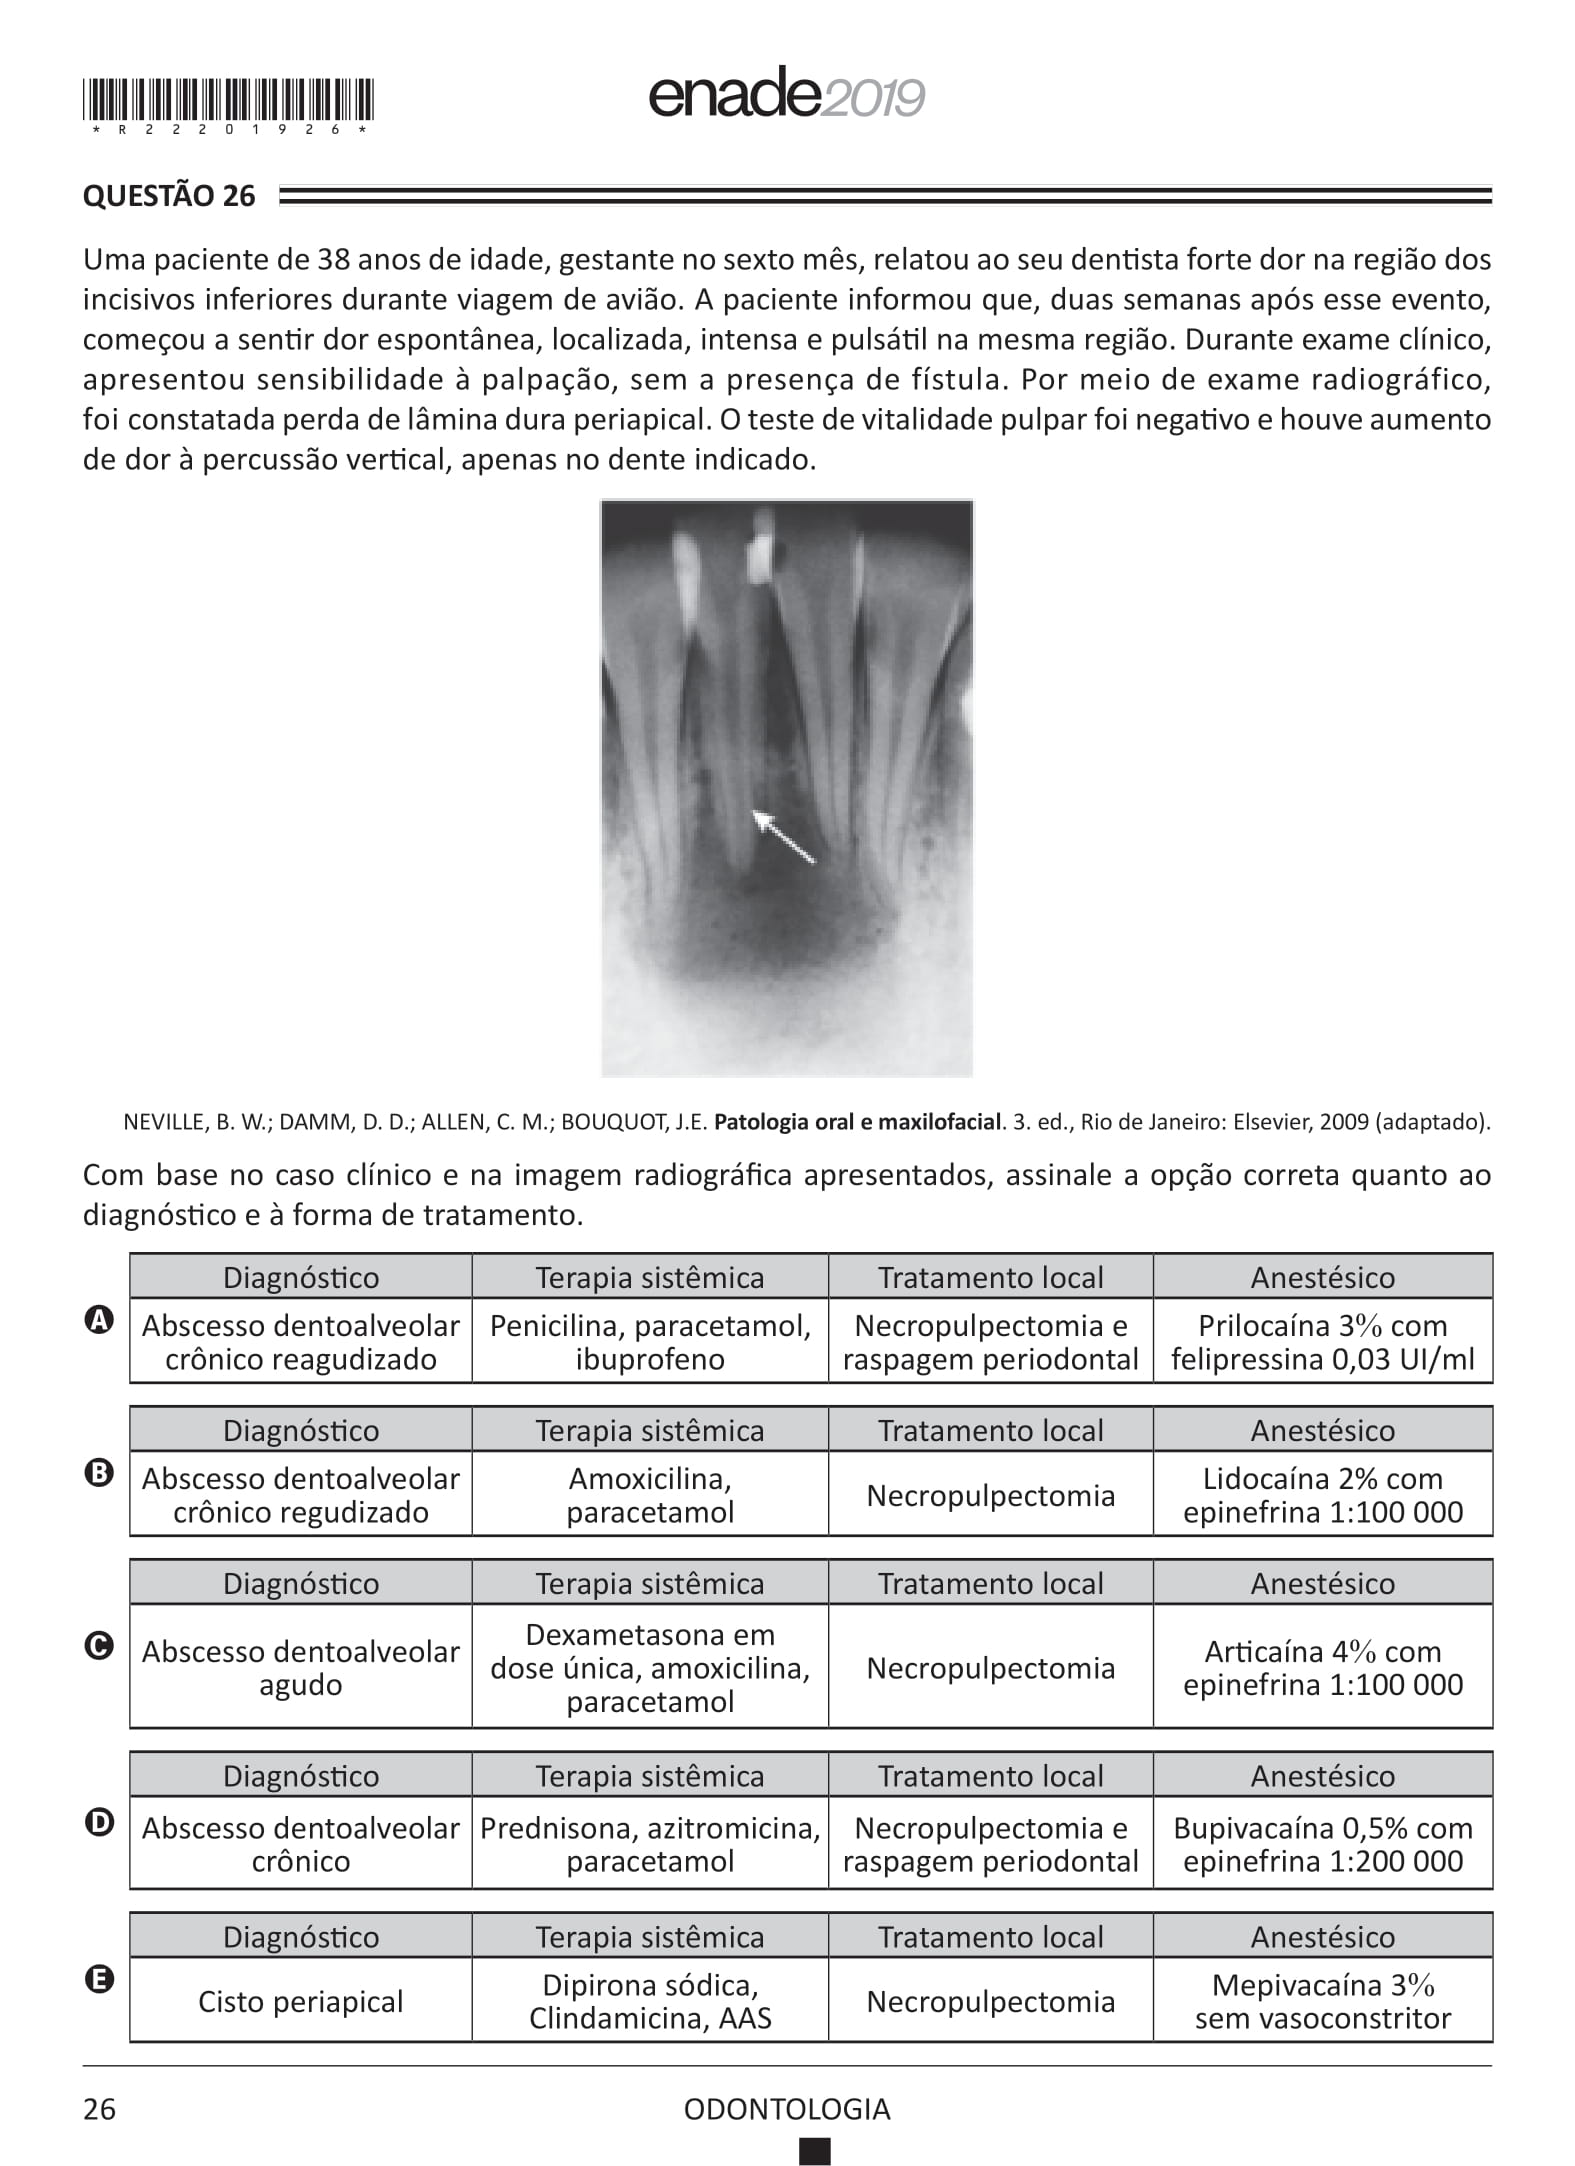 *R22201926*
enade2019
QUESTÃO 26
Uma paciente de 38 anos de idade, gestante no sexto mês, relatou ao seu dentista forte dor na região dos
incisivos inferiores durante viagem de avião. A paciente informou que, duas semanas após esse evento,
começou a sentir dor espontânea, localizada, intensa e pulsátil na mesma região. Durante exame clínico,
apresentou sensibilidade à palpação, sem a presença de fístula. Por meio de exame radiográfico,
foi constatada perda de lâmina dura periapical. O teste de vitalidade pulpar foi negativo e houve aumento
de dor à percussão vertical, apenas no dente indicado.
NEVILLE, B. W.; DAMM, D. D.; ALLEN, C. M.; BOUQUOT, J.E. Patologia oral e maxilofacial. 3. ed., Rio de Janeiro: Elsevier, 2009 (adaptado).
Com base no caso clínico e na imagem radiográfica apresentados, assinale a opção correta quanto ao
diagnóstico e à forma de tratamento.
A
Diagnóstico Terapia sistêmica Tratamento local Anestésico
Abscesso dentoalveolar Penicilina, paracetamol, Necropulpectomia e Prilocaína 3% com
crônico reagudizado ibuprofeno raspagem periodontal felipressina 0,03 UI/ml
B
Diagnóstico Terapia sistêmica Tratamento local Anestésico
Abscesso dentoalveolar Amoxicilina, Necropulpectomia Lidocaína 2% com
crônico regudizado paracetamol epinefrina 1:100 000
C
Diagnóstico Terapia sistêmica Tratamento local Anestésico
Abscesso dentoalveolar Dexametasona em Necropulpectomia Articaína 4% com
agudo dose única, amoxicilina, epinefrina 1:100 000
paracetamol
D
Diagnóstico Terapia sistêmica Tratamento local Anestésico
Abscesso dentoalveolar Prednisona, azitromicina, Necropulpectomia e Bupivacaína 0,5% com
crônico paracetamol raspagem periodontal epinefrina 1:200 000
E
Diagnóstico Terapia sistêmica Tratamento local Anestésico
Cisto periapical Dipirona sódica, Necropulpectomia Mepivacaína 3%
Clindamicina, AAS sem vasoconstritor
26
ODONTOLOGIA